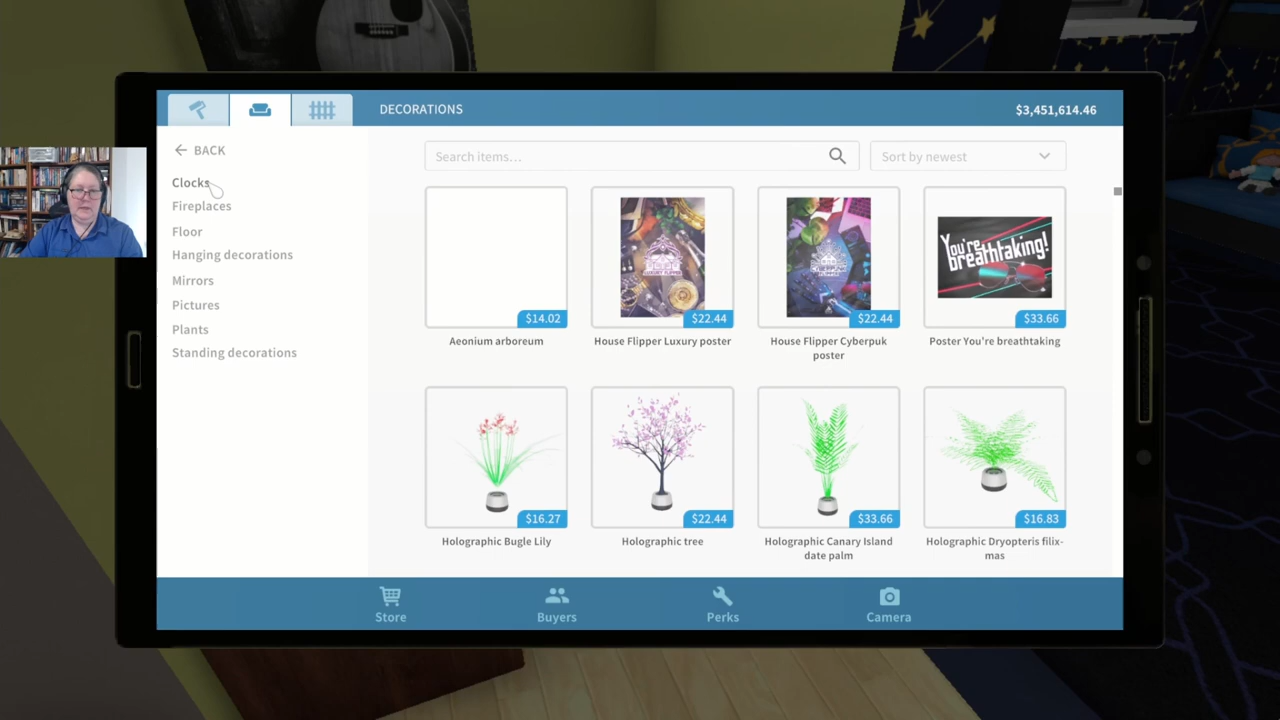 DECORATIONS
$3,451,614.46
BACK
Search items...
Sort by newest
Clocks
Fireplaces
Floor
Hanging decorations
Mirrors
Pictures
Plants
Standing decorations
$14.02
$22.44
$22.44
You're breathtaking!
$33.66
Aeonium arboreum
House Flipper Luxury poster
House Flipper Cyberpuk
poster
Poster You're breathtaking
$16.27
$22.44
$33.66
$16.83
Holographic Bugle Lily
Holographic tree
Holographic Canary Island
date palm
Holographic Dryopteris filix-
mas
Store
Buyers
Perks
Camera